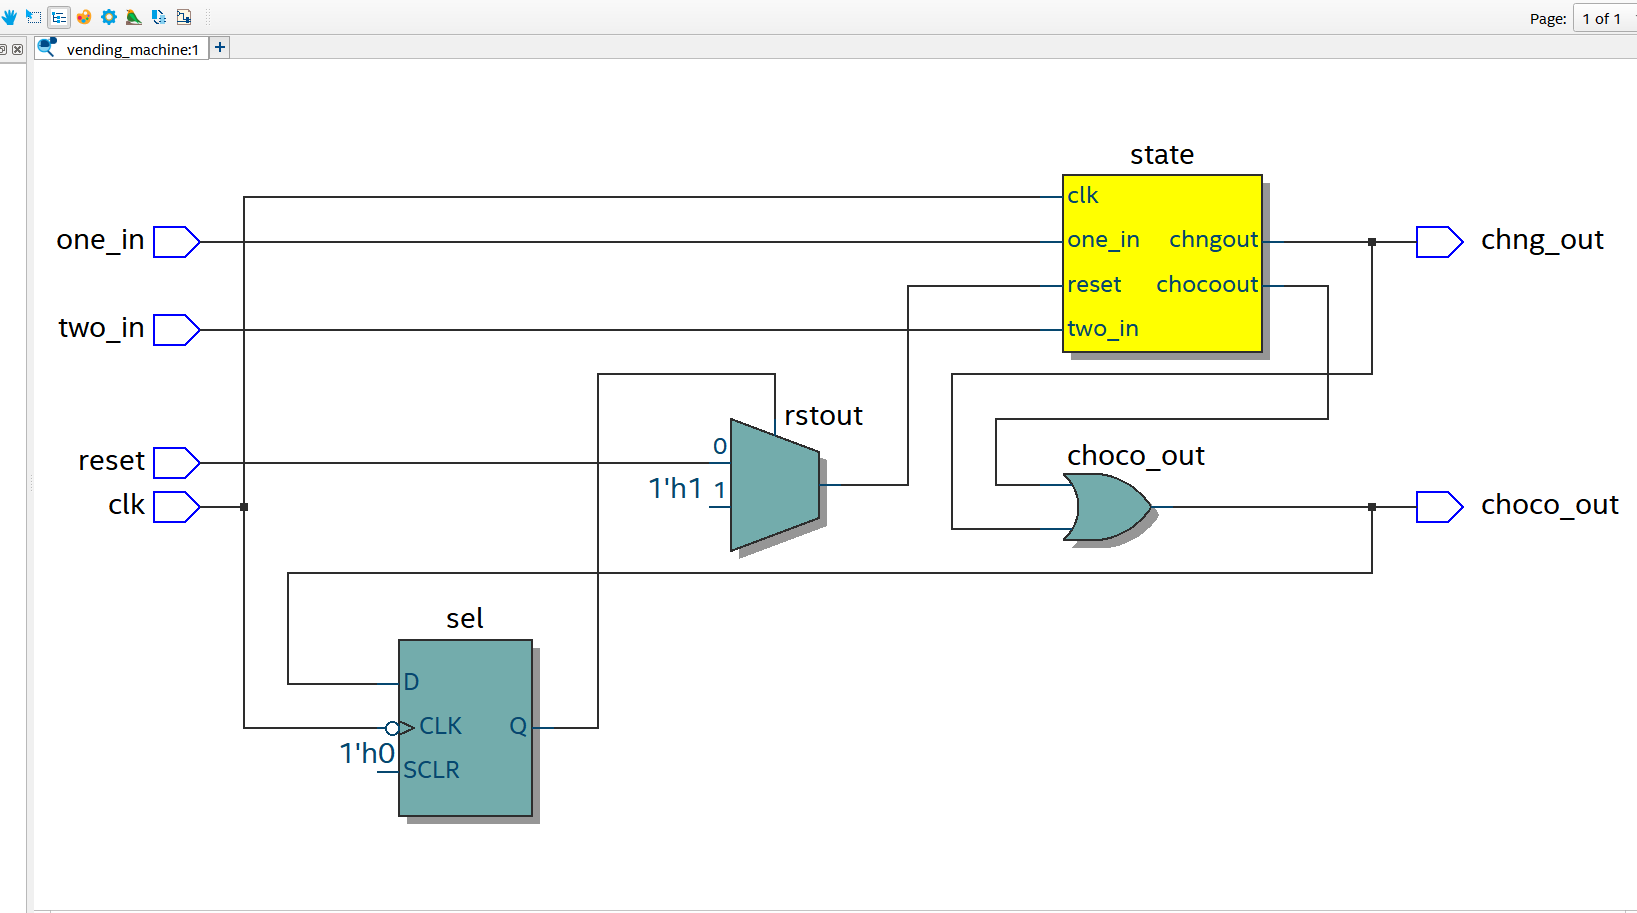 Page: 1 of 1
vending_machine:1 +
state
clk
one_in
one_in chngout
chng_out
reset chocoout
two_in
two_in
rstout
0
choco_out
reset
1'h1 1
clk
choco_out
sel
D
CLK Q
1'h0
SCLR